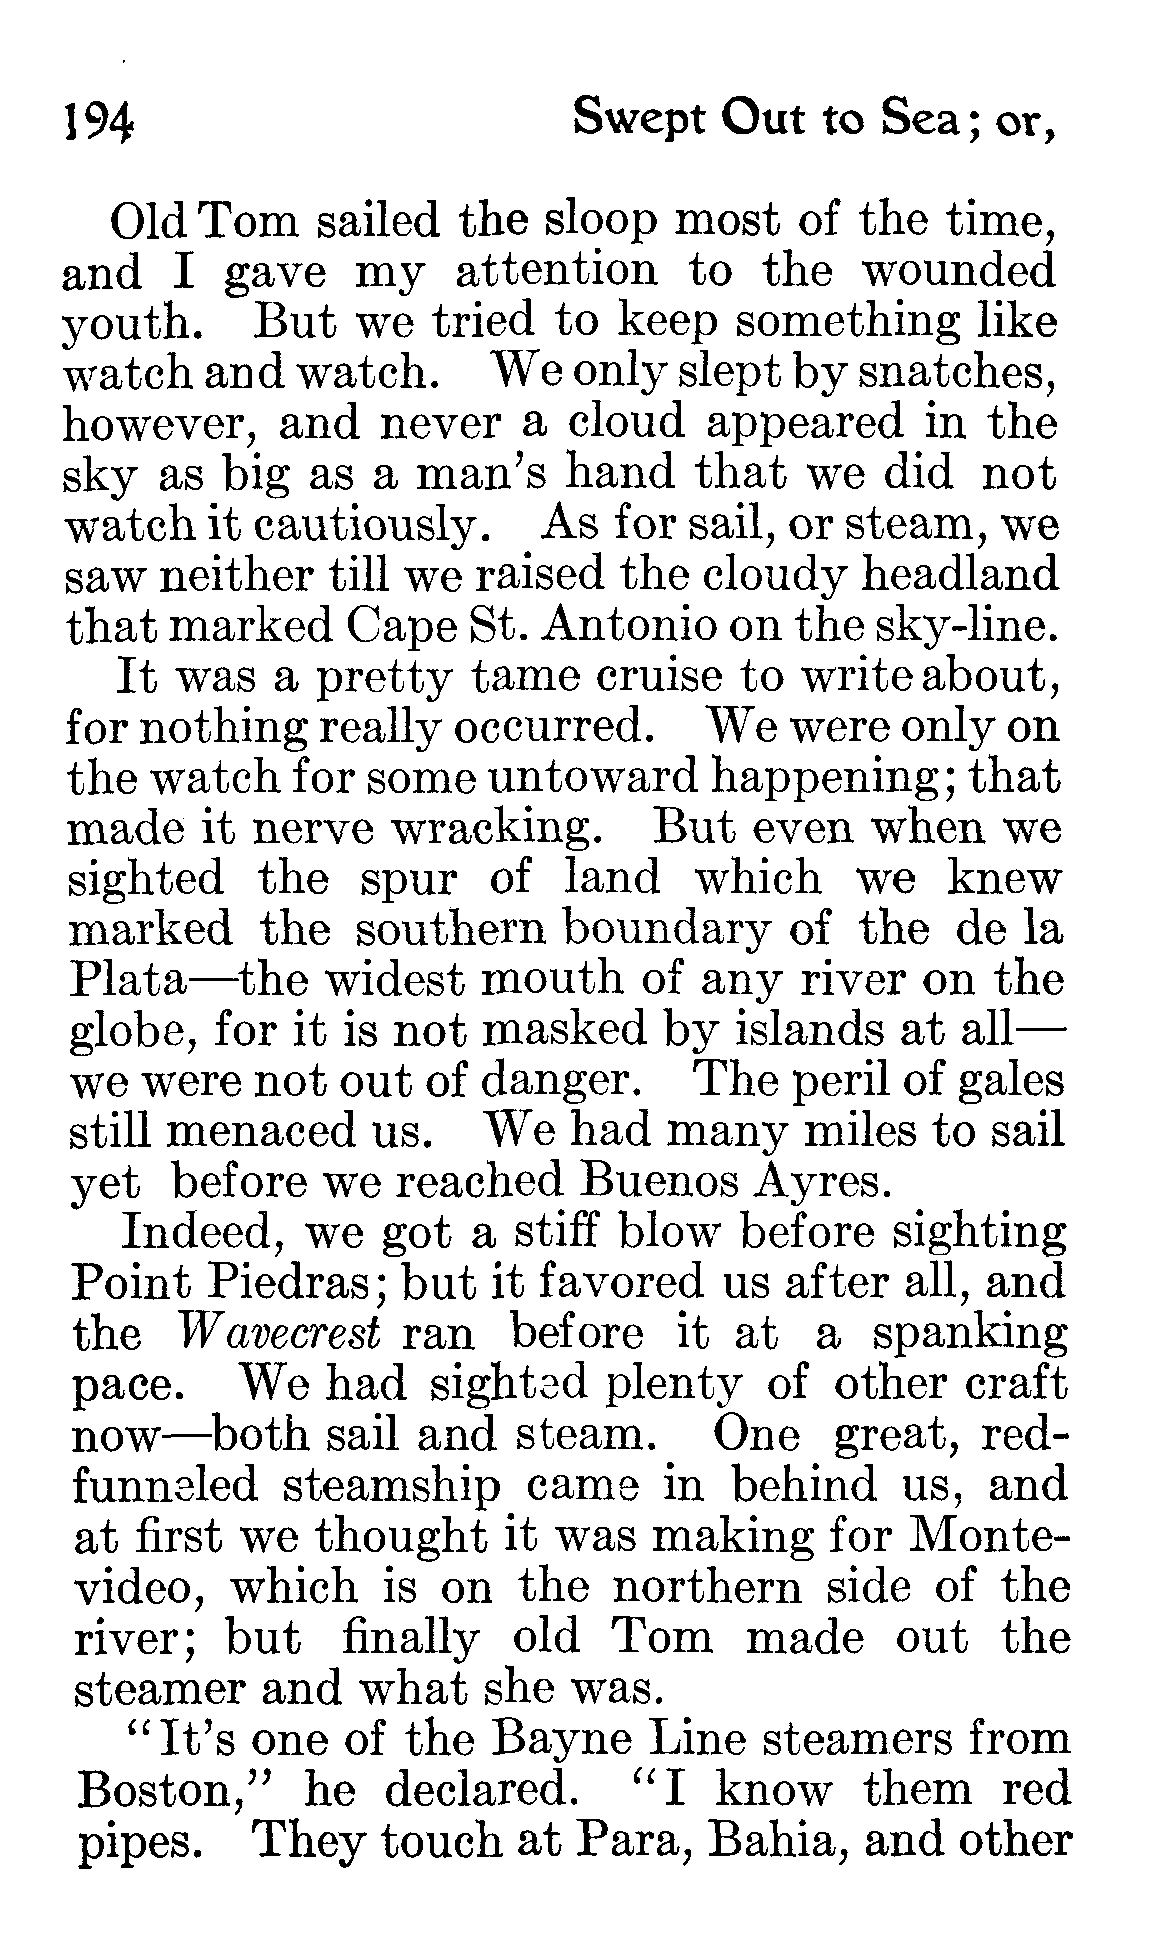 194 Swept Out to Sea; or,
Old Tom sailed the sloop most of the time,
and I gave my attention to the wounded
youth. But we tried to keep something like
watch and watch. We only slept by snatches,
however, and never a cloud appeared in the
sky as big as a man's hand that we did not
watch it cautiously. As for sail, or steam, we
saw neither till we raised the cloudy headland
that marked Cape St. Antonio on the sky-line.
It was a pretty tame cruise to write about,
for nothing really occurred. We were only on
the watch for some untoward happening; that
made it nerve wracking. But even when we
sighted the spur of land which we knew
marked the southern boundary of the de la
Plata—the widest mouth of any river on the
globe, for it is not masked by islands at all—
we were not out of danger. The peril of gales
still menaced us. We had many miles to sail
yet before we reached Buenos Ayres.
Indeed, we got a stiff blow before sighting
Point Piedras; but it favored us after all, and
the Wavecrest ran before it at a spanking
pace. We had sighted plenty of other craft
now—both sail and steam. One great, red-
funneled steamship came in behind us, and
at first we thought it was making for Monte-
video, which is on the northern side of the
river; but finally old Tom made out the
steamer and what she was.
"It's one of the Bayne Line steamers from
Boston," he declared. "I know them red
pipes. They touch at Para, Bahia, and other